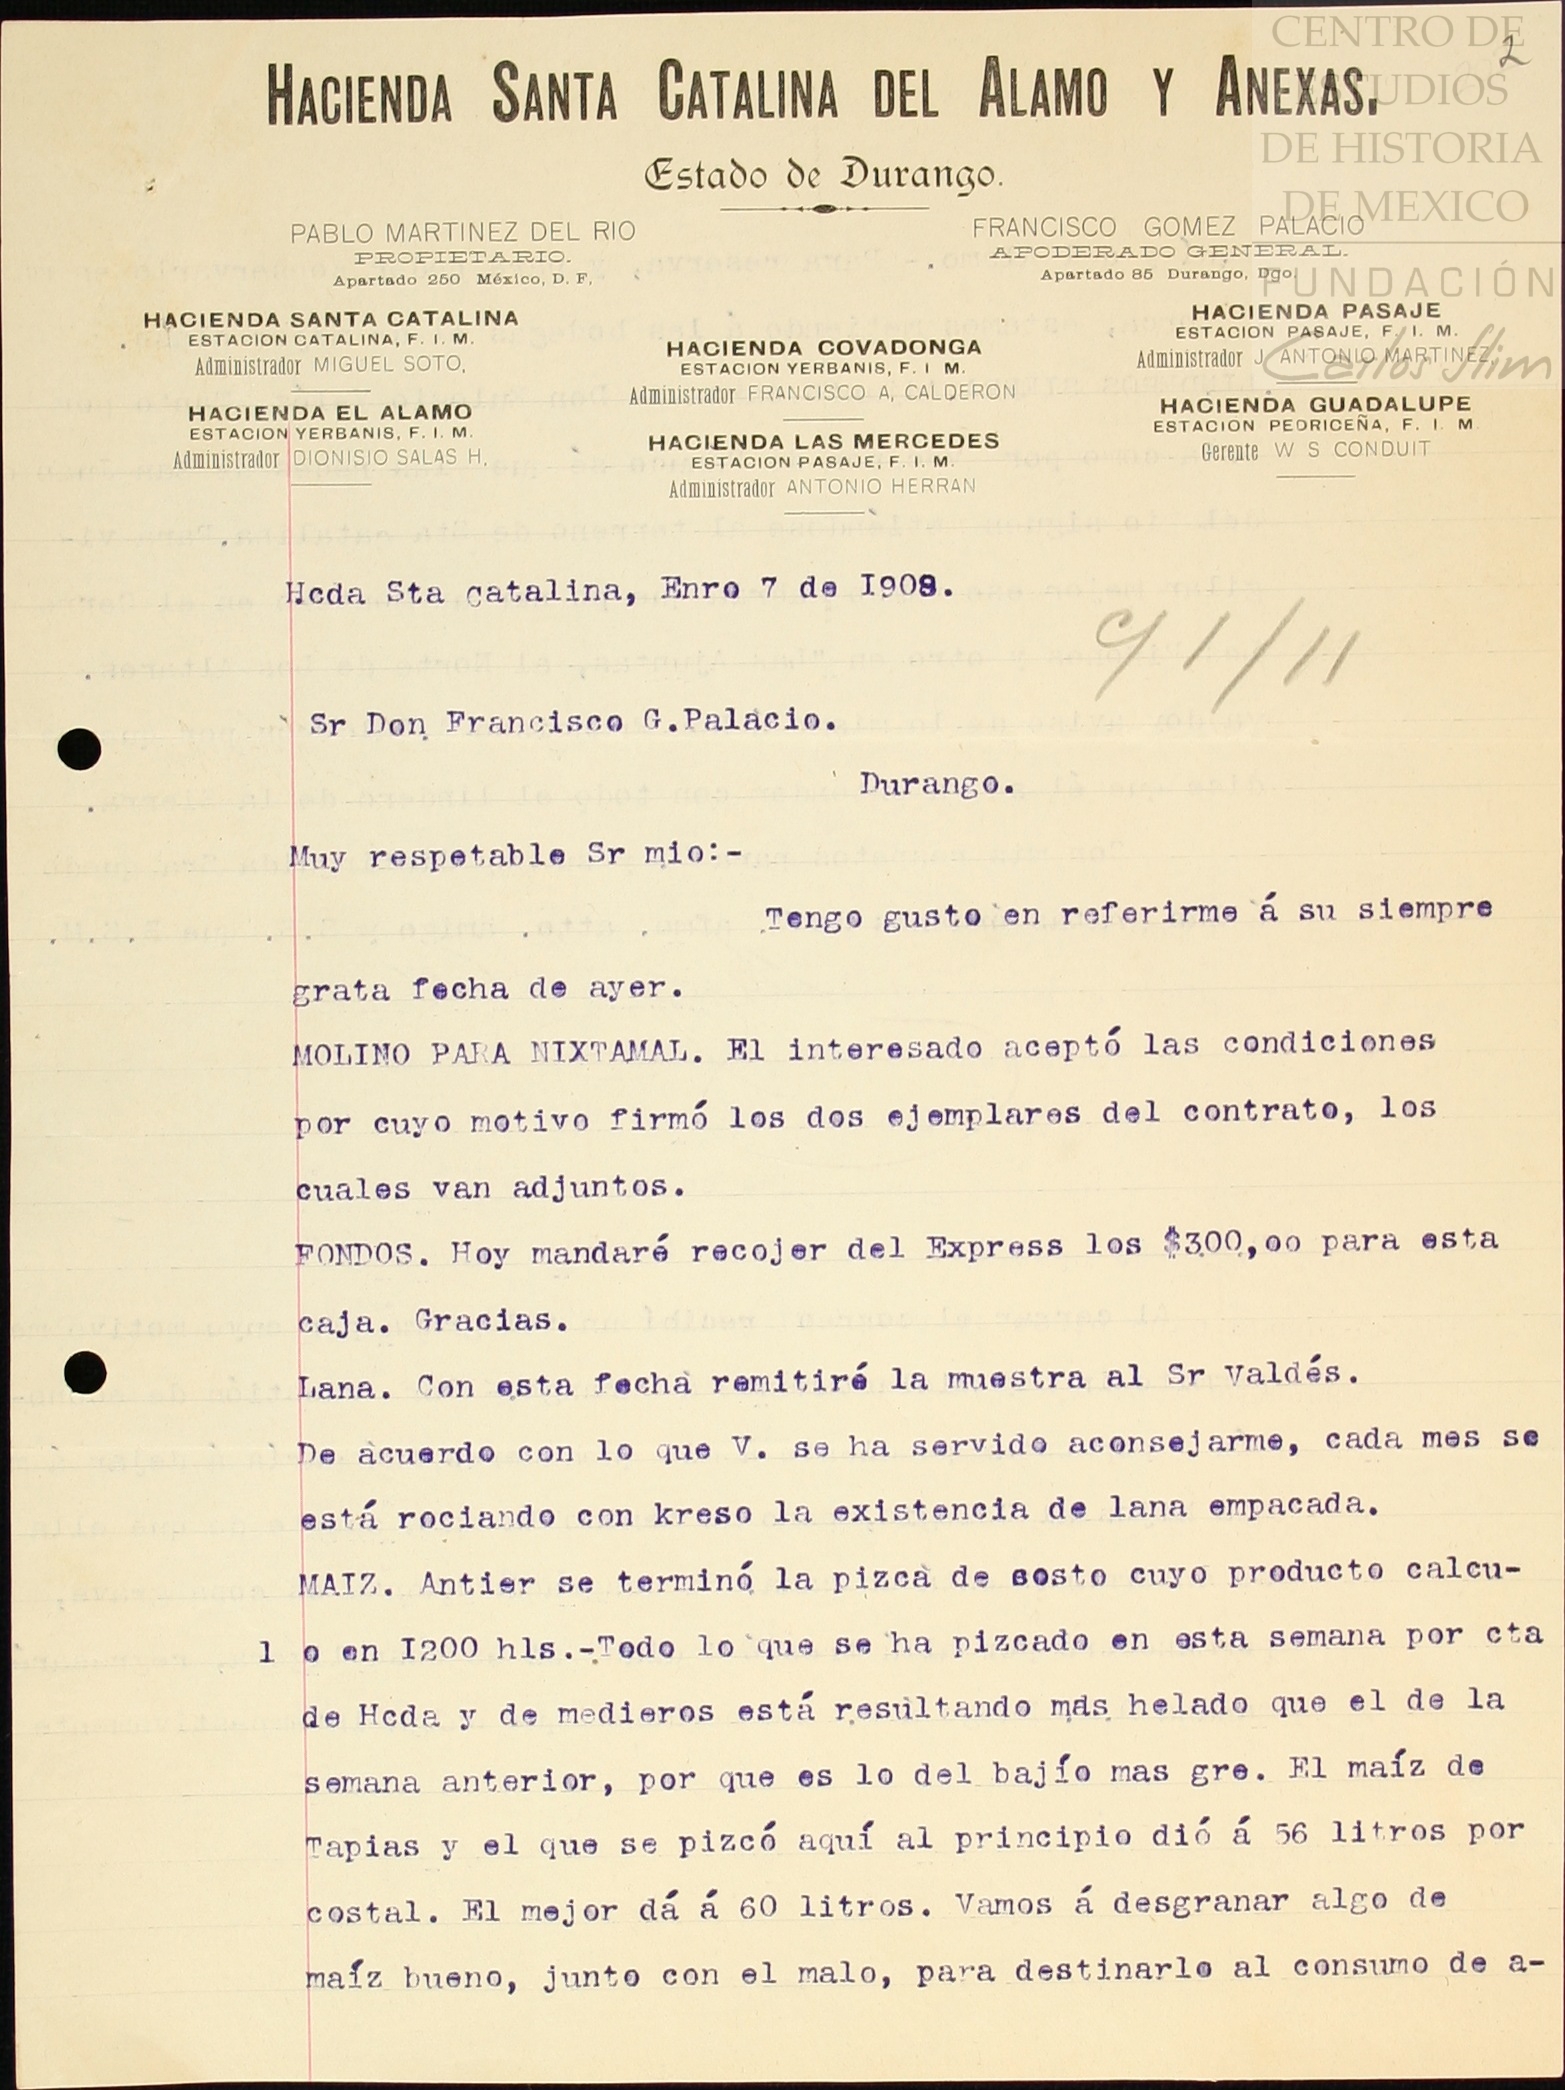 CENTRO DE
ESTUDIOS
DE HISTORIA
DE MEXICO
FUNDACIÓN
Carlos Slim
2
HACIENDA SANTA CATALINA DEL ALAMO Y ANEXAS.
Estado de Durango.
PABLO MARTINEZ DEL RIO
PROPIETARIO.
Apartado 250 México, D. F,
FRANCISCO GOMEZ PALACIO
APODERADO GENERAL.
Apartado 85 Durango, Dgo.
HACIENDA SANTA CATALINA
ESTACION CATALINA, F. I. M.
Administrador MIGUEL SOTO,
HACIENDA EL ALAMO
ESTACION YERBANIS, F. I. M.
Administrador DIONISIO SALAS H,
HACIENDA COVADONGA
ESTACION YERBANIS, F. I M.
Administrador FRANCISCO A, CALDERON
HACIENDA LAS MERCEDES
ESTACION PASAJE, F. I. M.
Administrador ANTONIO HERRAN
HACIENDA PASAJE
ESTACION PASAJE, F. I. M.
Administrador J, ANTONIO MARTINEZ,
HACIENDA GUADALUPE
ESTACION PEDRICEÑA, F. I. M
Gerente W S CONDUIT
Hcda Sta catalina, Enro 7 de I909.
Sr Don Francisco G.Palacio.
Durango.
Muy respetable Sr mio:-
Tengo gusto en referirme á su siempre
grata fecha de ayer.
MOLINO PARA NIXTAMAL. El interesado aceptó las condiciones
por cuyo motivo firmó los dos ejemplares del contrato, los
cuales van adjuntos.
FONDOS. Hoy mandaré recojer del Express los $300,oo para esta
caja. Gracias.
Lana. Con esta fecha remitiré la muestra al Sr Valdés.
De acuerdo con lo que V. se ha servido aconsejarme, cada mes se
está rociando con kreso la existencia de lana empacada.
MAIZ. Antier se terminó la pizca de costo cuyo producto calcu-
l o en I200 hls.-Todo lo que se ha pizcado en esta semana por cta
de Hcda y de medieros está resultando más helado que el de la
semana anterior, por que es lo del bajío mas gre. El maíz de
Tapias y el que se pizcó aquí al principio dió á 56 litros por
costal. El mejor dá á 60 litros. Vamos á desgranar algo de
maíz bueno, junto con el malo, para destinarlo al consumo de a-